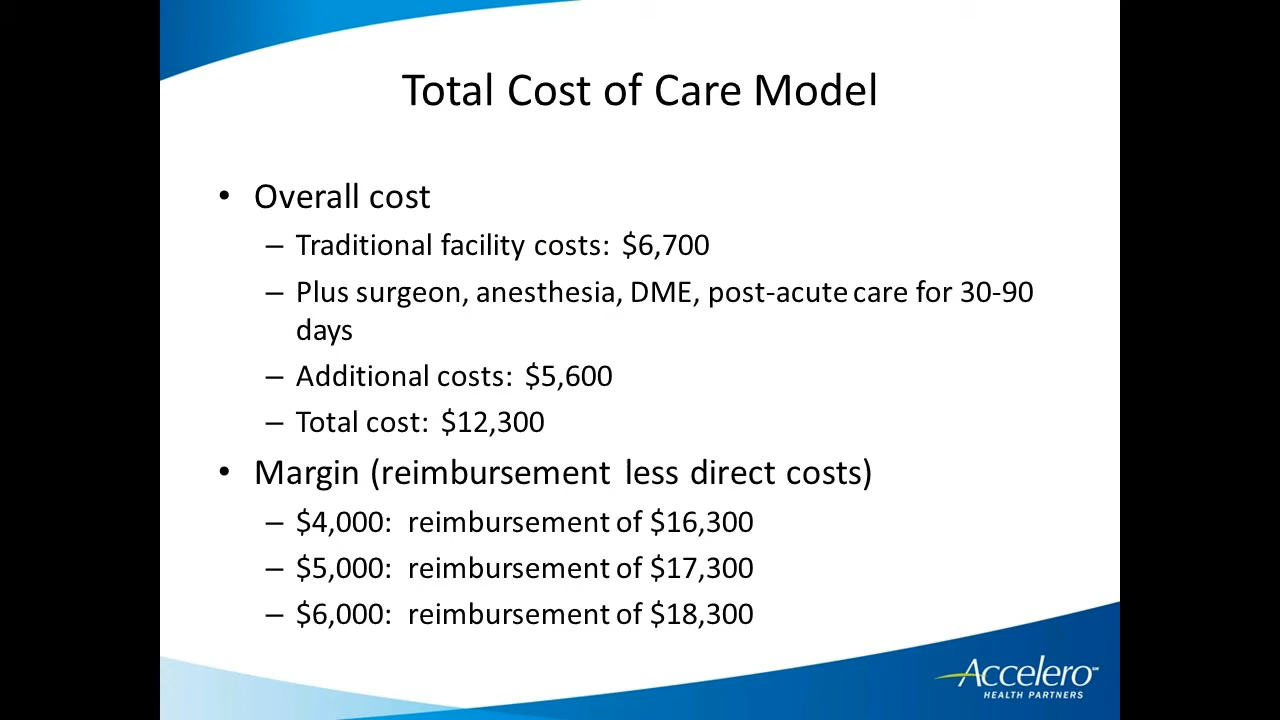 Total Cost of Care Model
• Overall cost
– Traditional facility costs: $6,700
– Plus surgeon, anesthesia, DME, post-acute care for 30-90
days
– Additional costs: $5,600
– Total cost: $12,300
• Margin (reimbursement less direct costs)
– $4,000: reimbursement of $16,300
– $5,000: reimbursement of $17,300
– $6,000: reimbursement of $18,300
Accelero℠
HEALTH PARTNERS